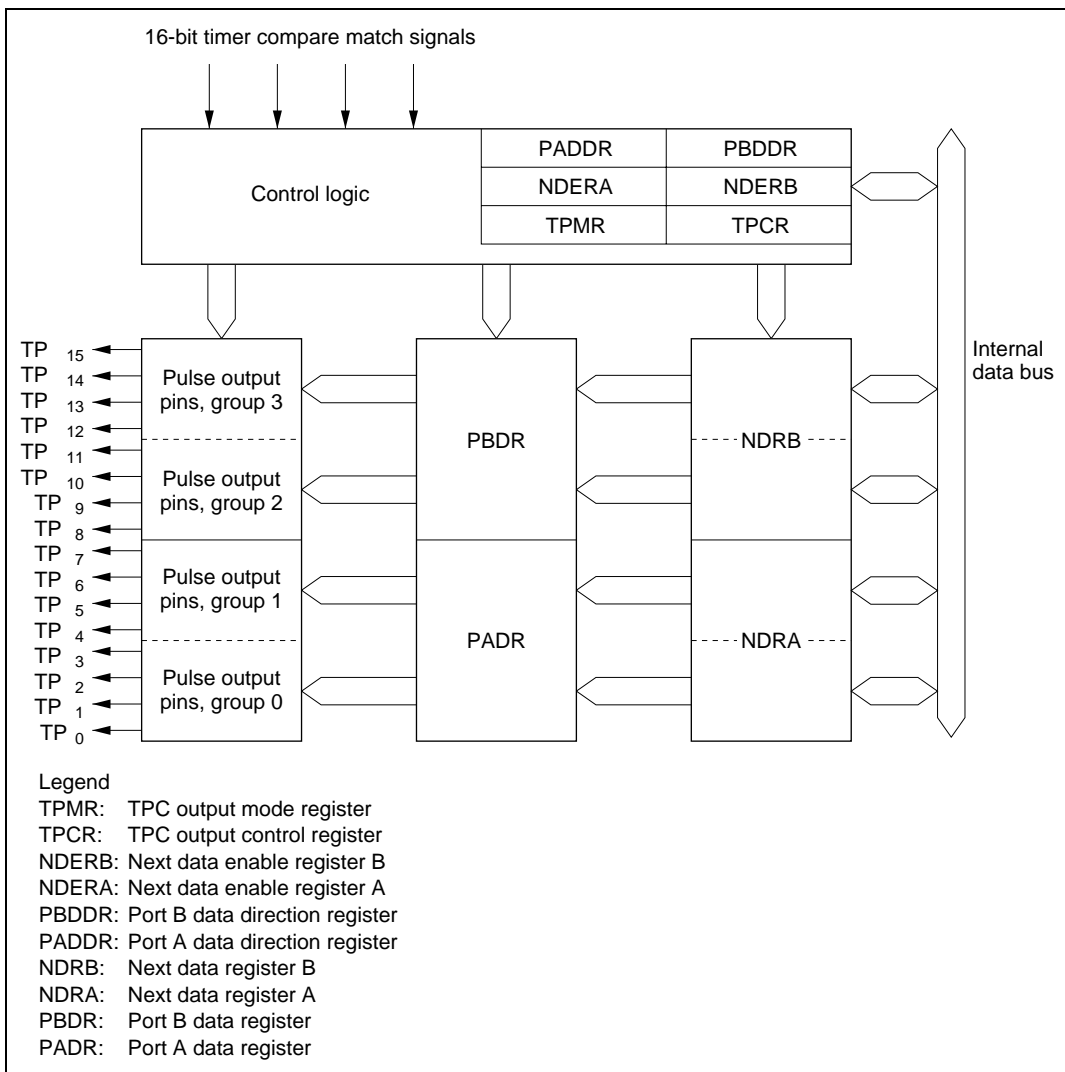 16-bit timer compare match signals
Control logic
PADDR PBDDR
NDERA NDERB
TPMR TPCR
Internal
data bus
TP 15
TP 14
TP 13
TP 12
TP 11
TP 10
TP 9
TP 8
TP 7
TP 6
TP 5
TP 4
TP 3
TP 2
TP 1
TP 0
Pulse output
pins, group 3
Pulse output
pins, group 2
Pulse output
pins, group 1
Pulse output
pins, group 0
PBDR
PADR
NDRB
NDRA
Legend
TPMR: TPC output mode register
TPCR: TPC output control register
NDERB: Next data enable register B
NDERA: Next data enable register A
PBDDR: Port B data direction register
PADDR: Port A data direction register
NDRB: Next data register B
NDRA: Next data register A
PBDR: Port B data register
PADR: Port A data register